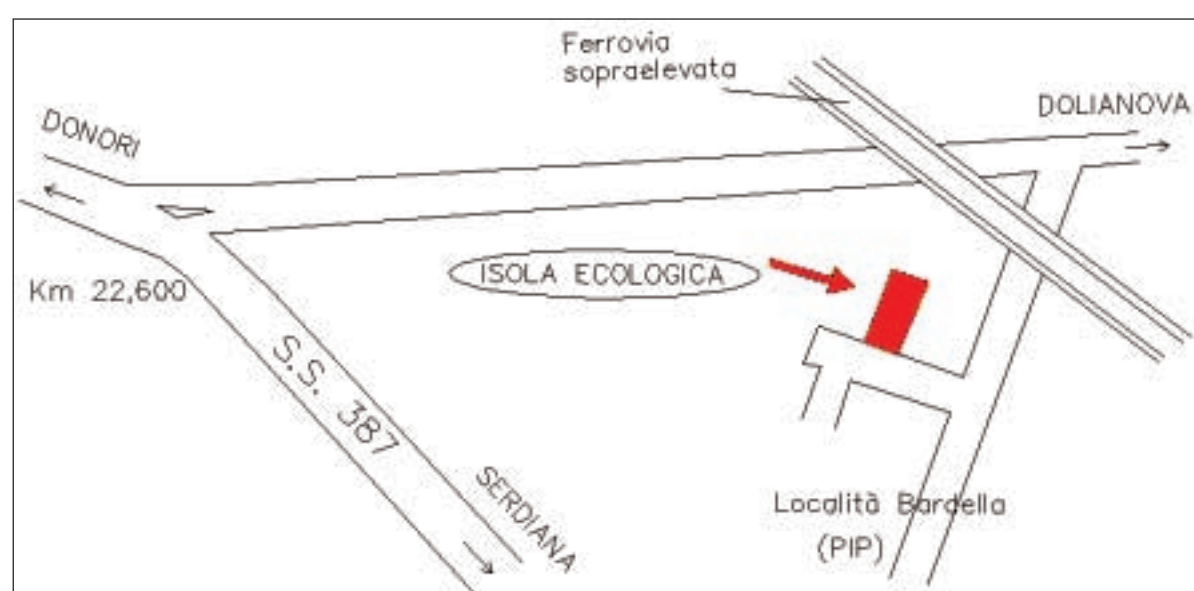 Ferrovia
sopraelevata
DOLIANOVA
DONORI
ISOLA ECOLOGICA
Km 22,600
S.S. 387
SERDIANA
Località Bardella
(PIP)